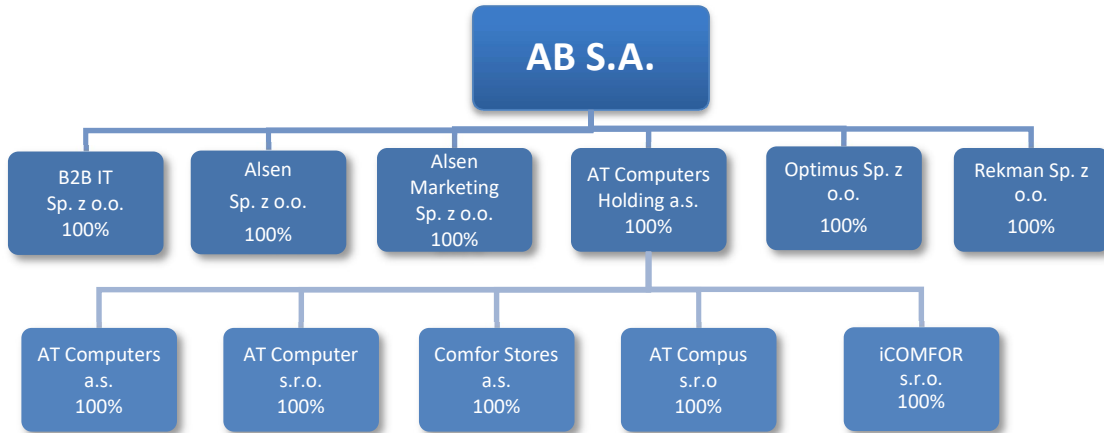 AB S.A.
B2B IT
Sp. z o.o.
100%
Alsen
Sp. z o.o.
100%
Alsen
Marketing
Sp. z o.o.
100%
AT Computers
Holding a.s.
100%
Optimus Sp. z
o.o.
100%
Rekman Sp. z
o.o.
100%
AT Computers
a.s.
100%
AT Computer
s.r.o.
100%
Comfor Stores
a.s.
100%
AT Compus
s.r.o
100%
iCOMFOR
s.r.o.
100%